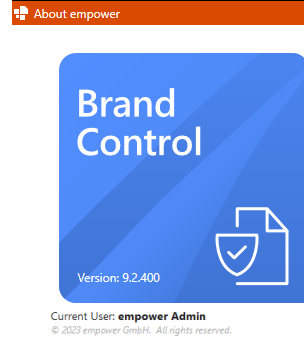 About empower
Brand
Control
Version: 9.2.400
Current User: empower Admin
© 2023 empower GmbH. All rights reserved.